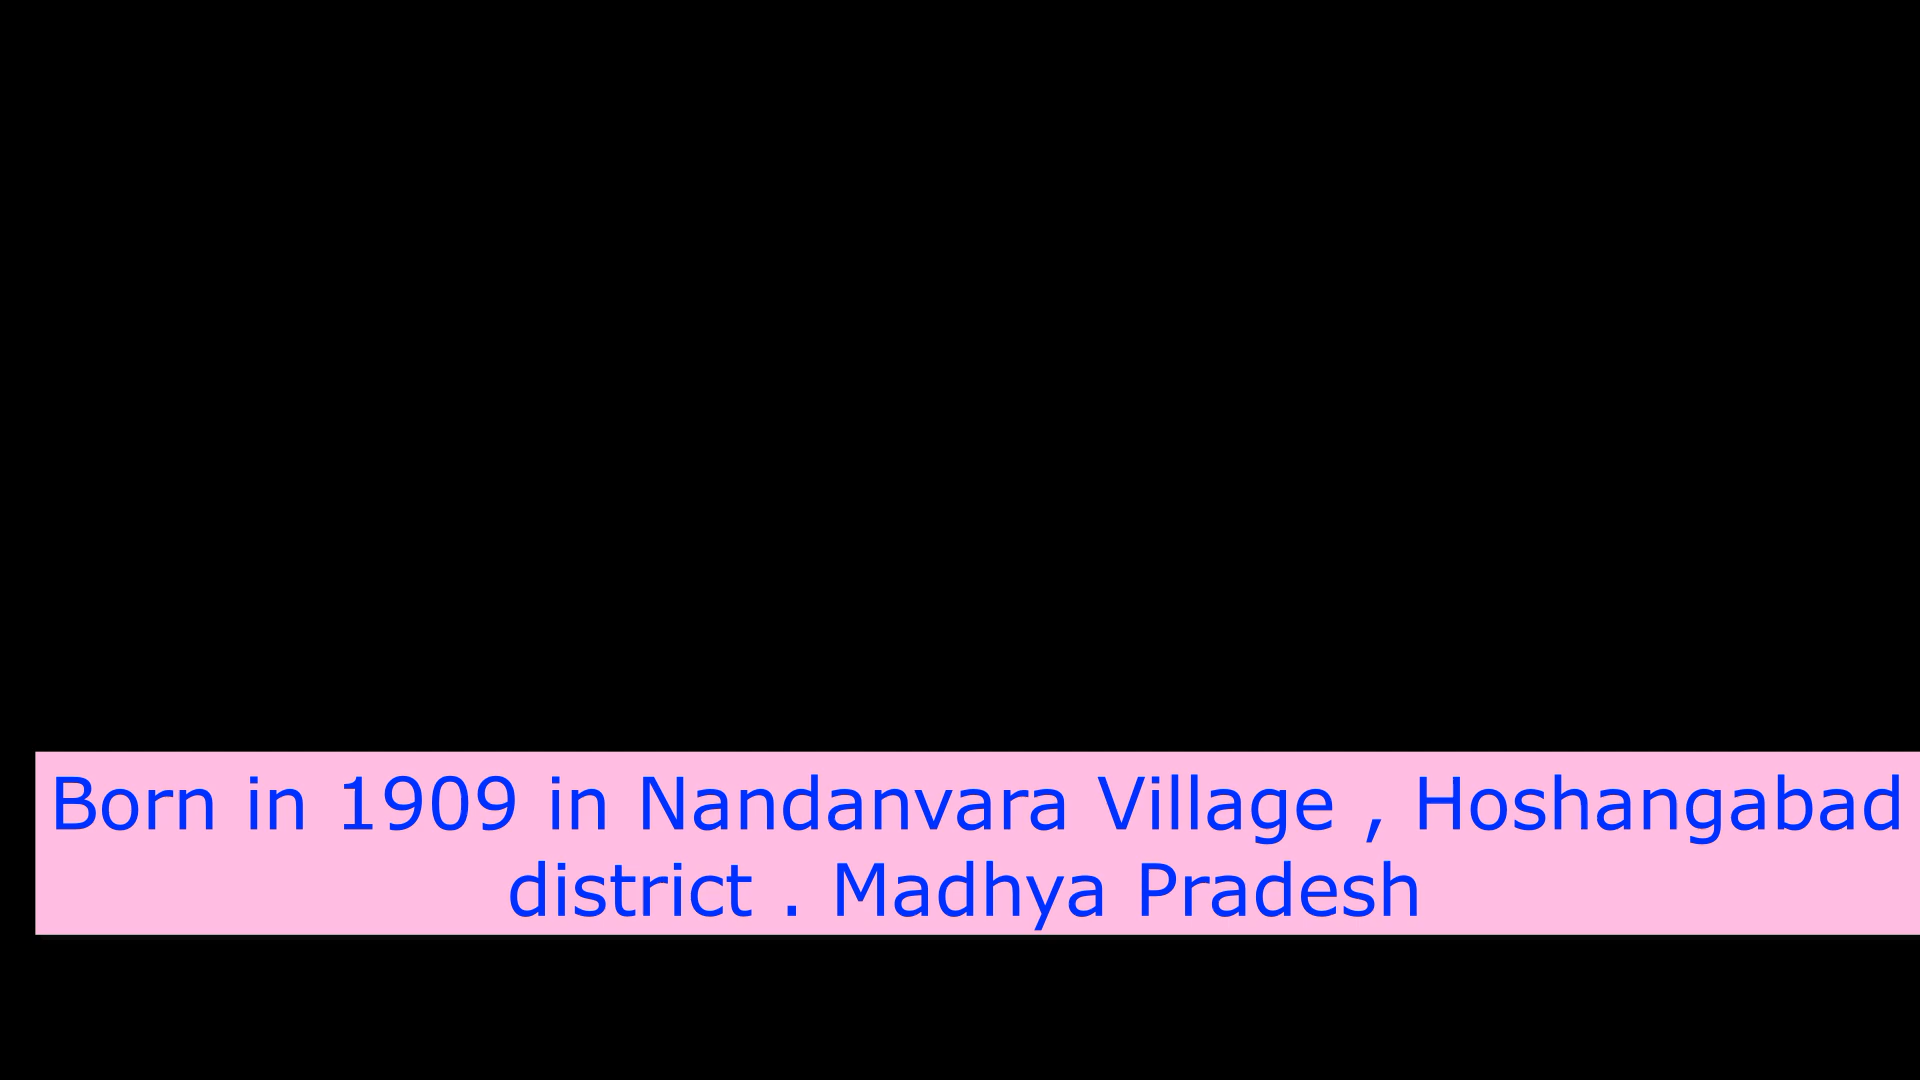 Born in 1909 in Nandanvara Village , Hoshangabad
district . Madhya Pradesh